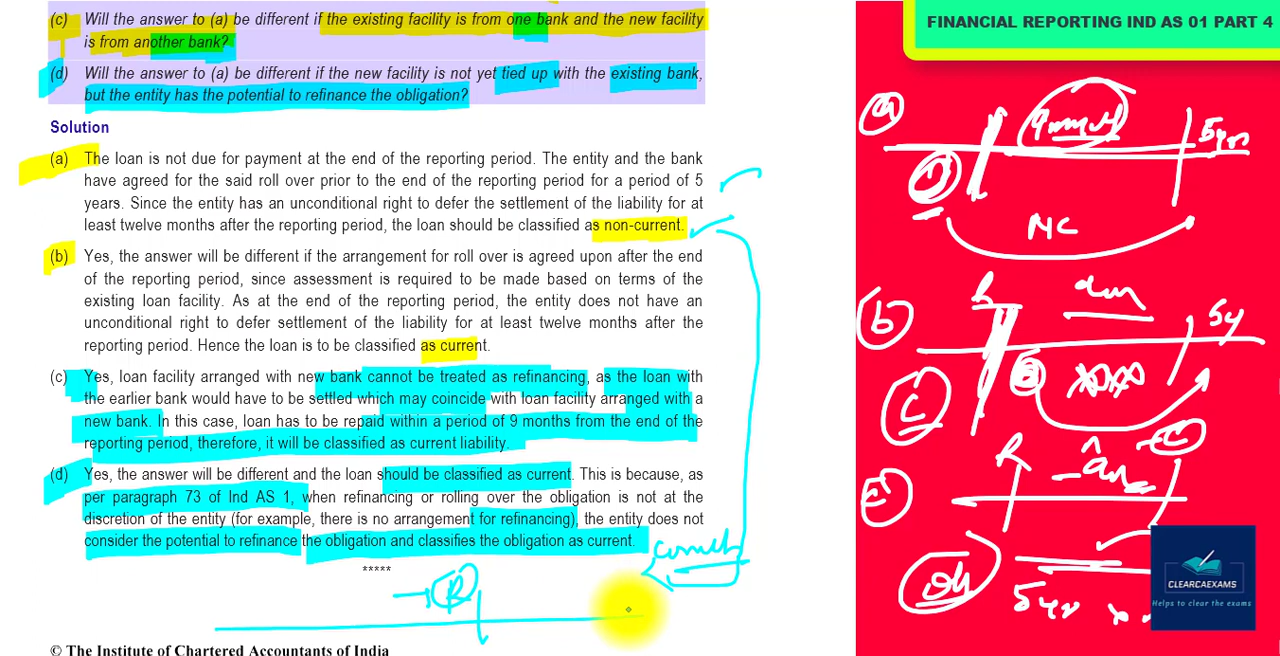 (c) Will the answer to (a) be different if the existing facility is from one bank and the new facility
is from another bank?
(d) Will the answer to (a) be different if the new facility is not yet tied up with the existing bank,
but the entity has the potential to refinance the obligation?
Solution
(a) The loan is not due for payment at the end of the reporting period. The entity and the bank
have agreed for the said roll over prior to the end of the reporting period for a period of 5
years. Since the entity has an unconditional right to defer the settlement of the liability for at
least twelve months after the reporting period, the loan should be classified as non-current.
(b) Yes, the answer will be different if the arrangement for roll over is agreed upon after the end
of the reporting period, since assessment is required to be made based on terms of the
existing loan facility. As at the end of the reporting period, the entity does not have an
unconditional right to defer settlement of the liability for at least twelve months after the
reporting period. Hence the loan is to be classified as current.
(c) Yes, loan facility arranged with new bank cannot be treated as refinancing, as the loan with
the earlier bank would have to be settled which may coincide with loan facility arranged with a
new bank. In this case, loan has to be repaid within a period of 9 months from the end of the
reporting period, therefore, it will be classified as current liability.
(d) Yes, the answer will be different and the loan should be classified as current. This is because, as
per paragraph 73 of Ind AS 1, when refinancing or rolling over the obligation is not at the
discretion of the entity (for example, there is no arrangement for refinancing), the entity does not
consider the potential to refinance the obligation and classifies the obligation as current.
*****
R
© The Institute of Chartered Accountants of India
FINANCIAL REPORTING IND AS 01 PART 4
a
5yrs
NC
b
5y
C
R
CLEARCAEXAMS
Helps to clear the exams